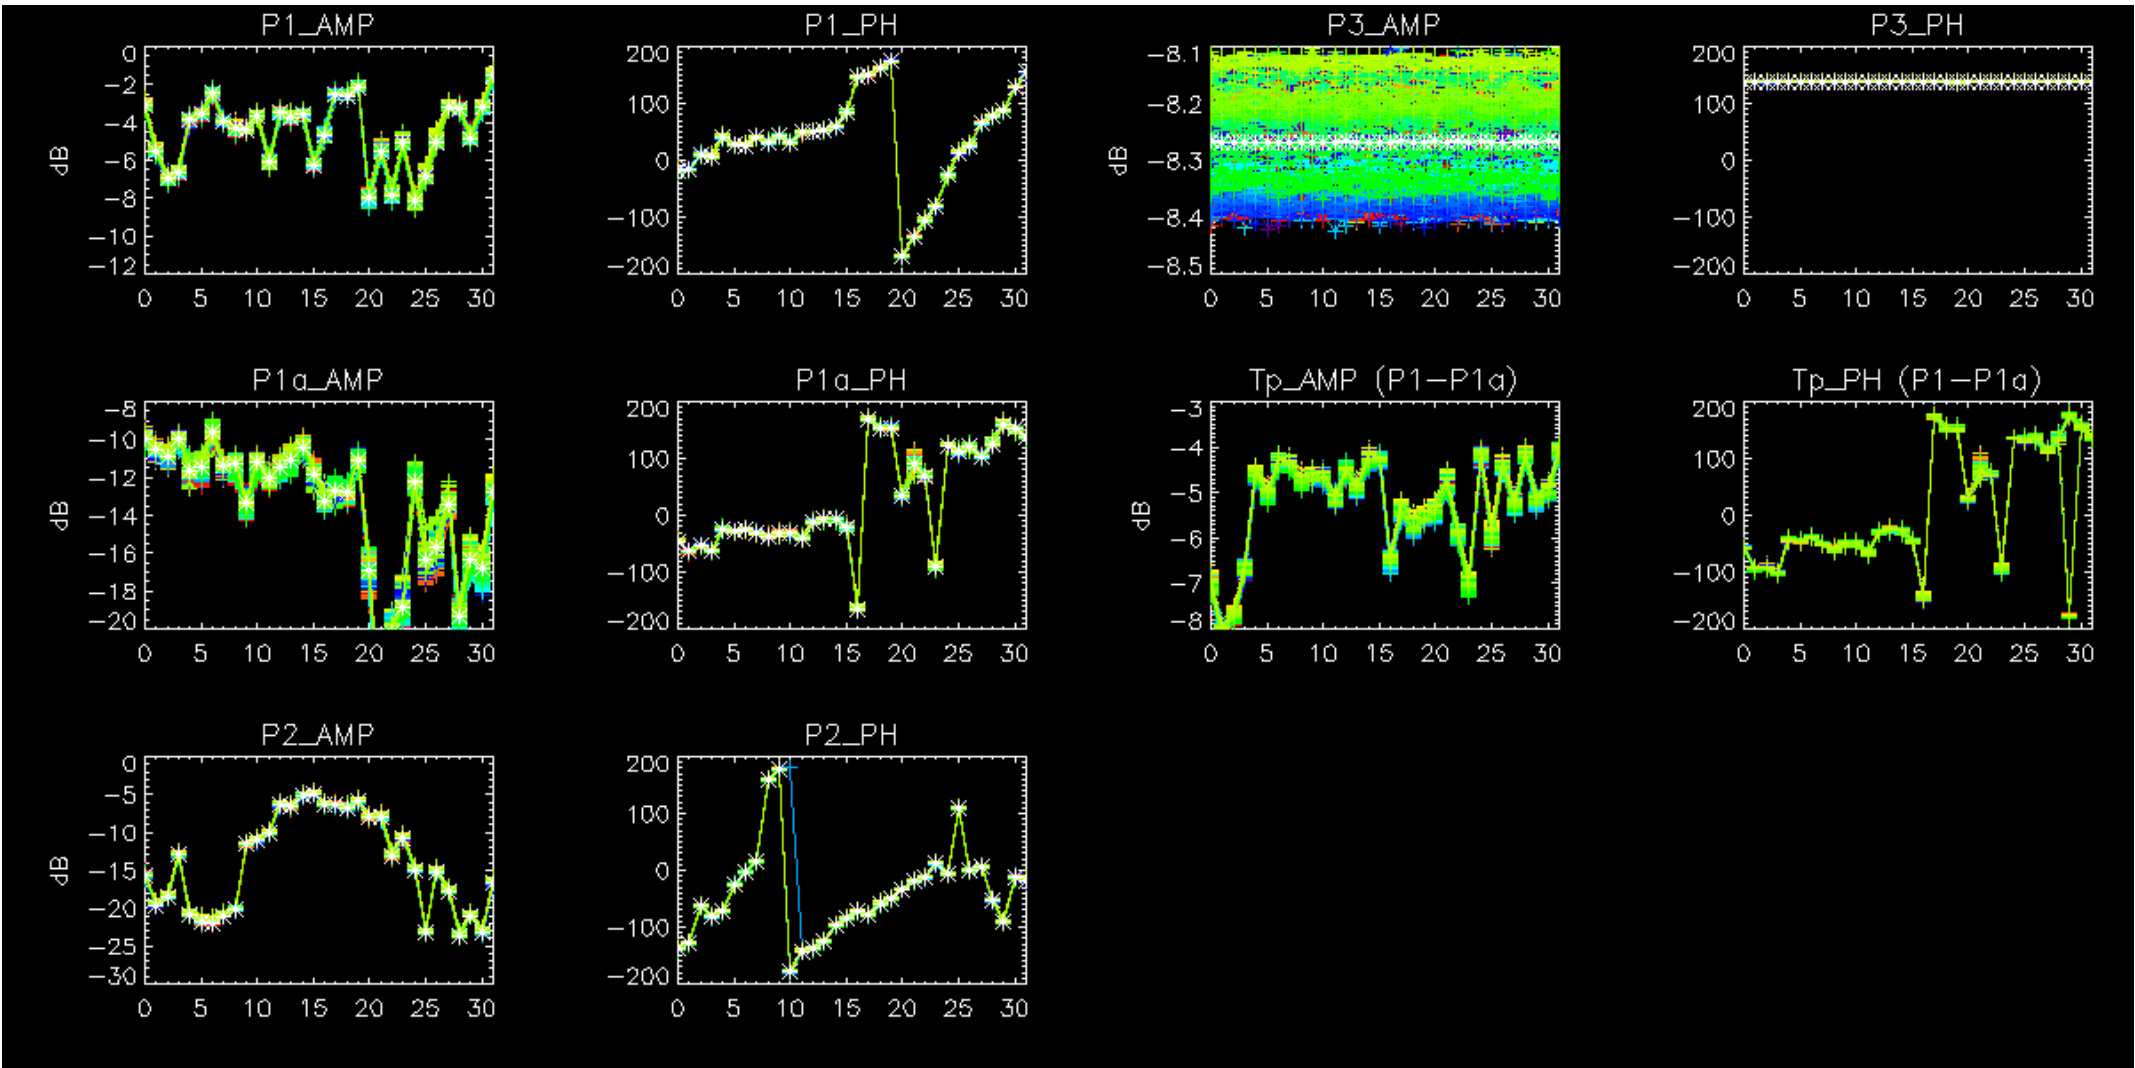 P1_AMP
P1_PH
P3_AMP
P3_PH
dB
0
−2
−4
−6
−8
−10
−12
0 5 10 15 20 25 30
200
100
0
−100
−200
0 5 10 15 20 25 30
dB
−8.1
−8.2
−8.3
−8.4
−8.5
0 5 10 15 20 25 30
200
100
0
−100
−200
0 5 10 15 20 25 30
P1a_AMP
P1a_PH
Tp_AMP (P1−P1a)
Tp_PH (P1−P1a)
dB
−8
−10
−12
−14
−16
−18
−20
0 5 10 15 20 25 30
200
100
0
−100
−200
0 5 10 15 20 25 30
dB
−3
−4
−5
−6
−7
−8
0 5 10 15 20 25 30
200
100
0
−100
−200
0 5 10 15 20 25 30
P2_AMP
P2_PH
dB
0
−5
−10
−15
−20
−25
−30
0 5 10 15 20 25 30
200
100
0
−100
−200
0 5 10 15 20 25 30